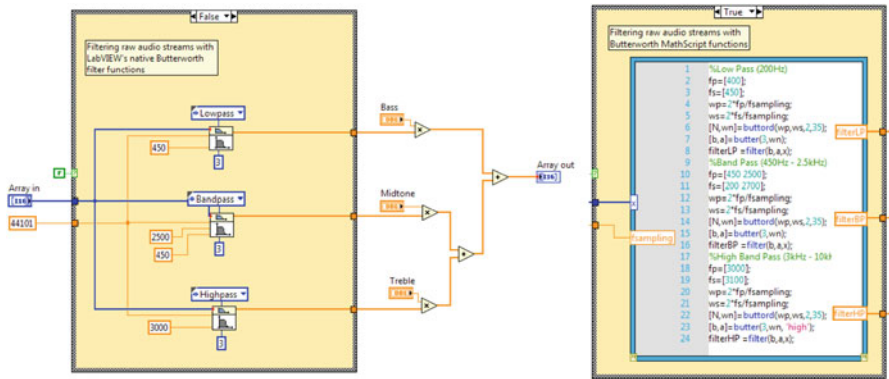 False
Filtering raw audio streams with
LabVIEW's native Butterworth
filter functions
Lowpass
450
3
Array in
[I16]
44101
Bandpass
2500
450
3
Highpass
3000
3
Bass
Midtone
Treble
Array out
[I16]
True
Filtering raw audio streams with
Butterworth MathScript functions
x
fsampling
1 %Low Pass (200Hz)
2 fp=[400];
3 fs=[450];
4 wp=2*fp/fsampling;
5 ws=2*fs/fsampling;
6 [N,wn]=buttord(wp,ws,2,35);
7 [b,a]=butter(3,wn);
8 filterLP =filter(b,a,x);
9 %Band Pass (450Hz - 2.5kHz)
10 fp=[450 2500];
11 fs=[200 2700];
12 wp=2*fp/fsampling;
13 ws=2*fs/fsampling;
14 [N,wn]=buttord(wp,ws,2,35);
15 [b,a]=butter(3,wn);
16 filterBP =filter(b,a,x);
17 %High Band Pass (3kHz - 10k
18 fp=[3000];
19 fs=[3100];
20 wp=2*fp/fsampling;
21 ws=2*fs/fsampling;
22 [N,wn]=buttord(wp,ws,2,35);
23 [b,a]=butter(3,wn, 'high');
24 filterHP =filter(b,a,x);
filterLP
filterBP
filterHP